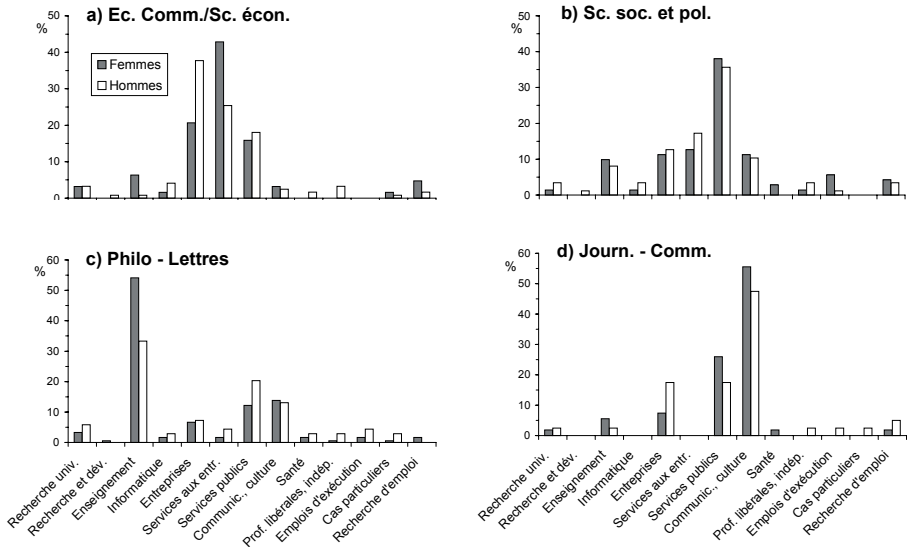 a) Ec. Comm./Sc. écon.
%
50
40
30
20
10
0
Femmes
Hommes
b) Sc. soc. et pol.
%
50
40
30
20
10
0
c) Philo - Lettres
%
60
50
40
30
20
10
0
Recherche univ.
Recherche et dév.
Enseignement
Informatique
Entreprises
Services aux entr.
Services publics
Communic., culture
Santé
Prof. libérales, indép.
Emplois d'exécution
Cas particuliers
Recherche d'emploi
d) Journ. - Comm.
%
60
50
40
30
20
10
0
Recherche univ.
Recherche et dév.
Enseignement
Informatique
Entreprises
Services aux entr.
Services publics
Communic., culture
Santé
Prof. libérales, indép.
Emplois d'exécution
Cas particuliers
Recherche d'emploi